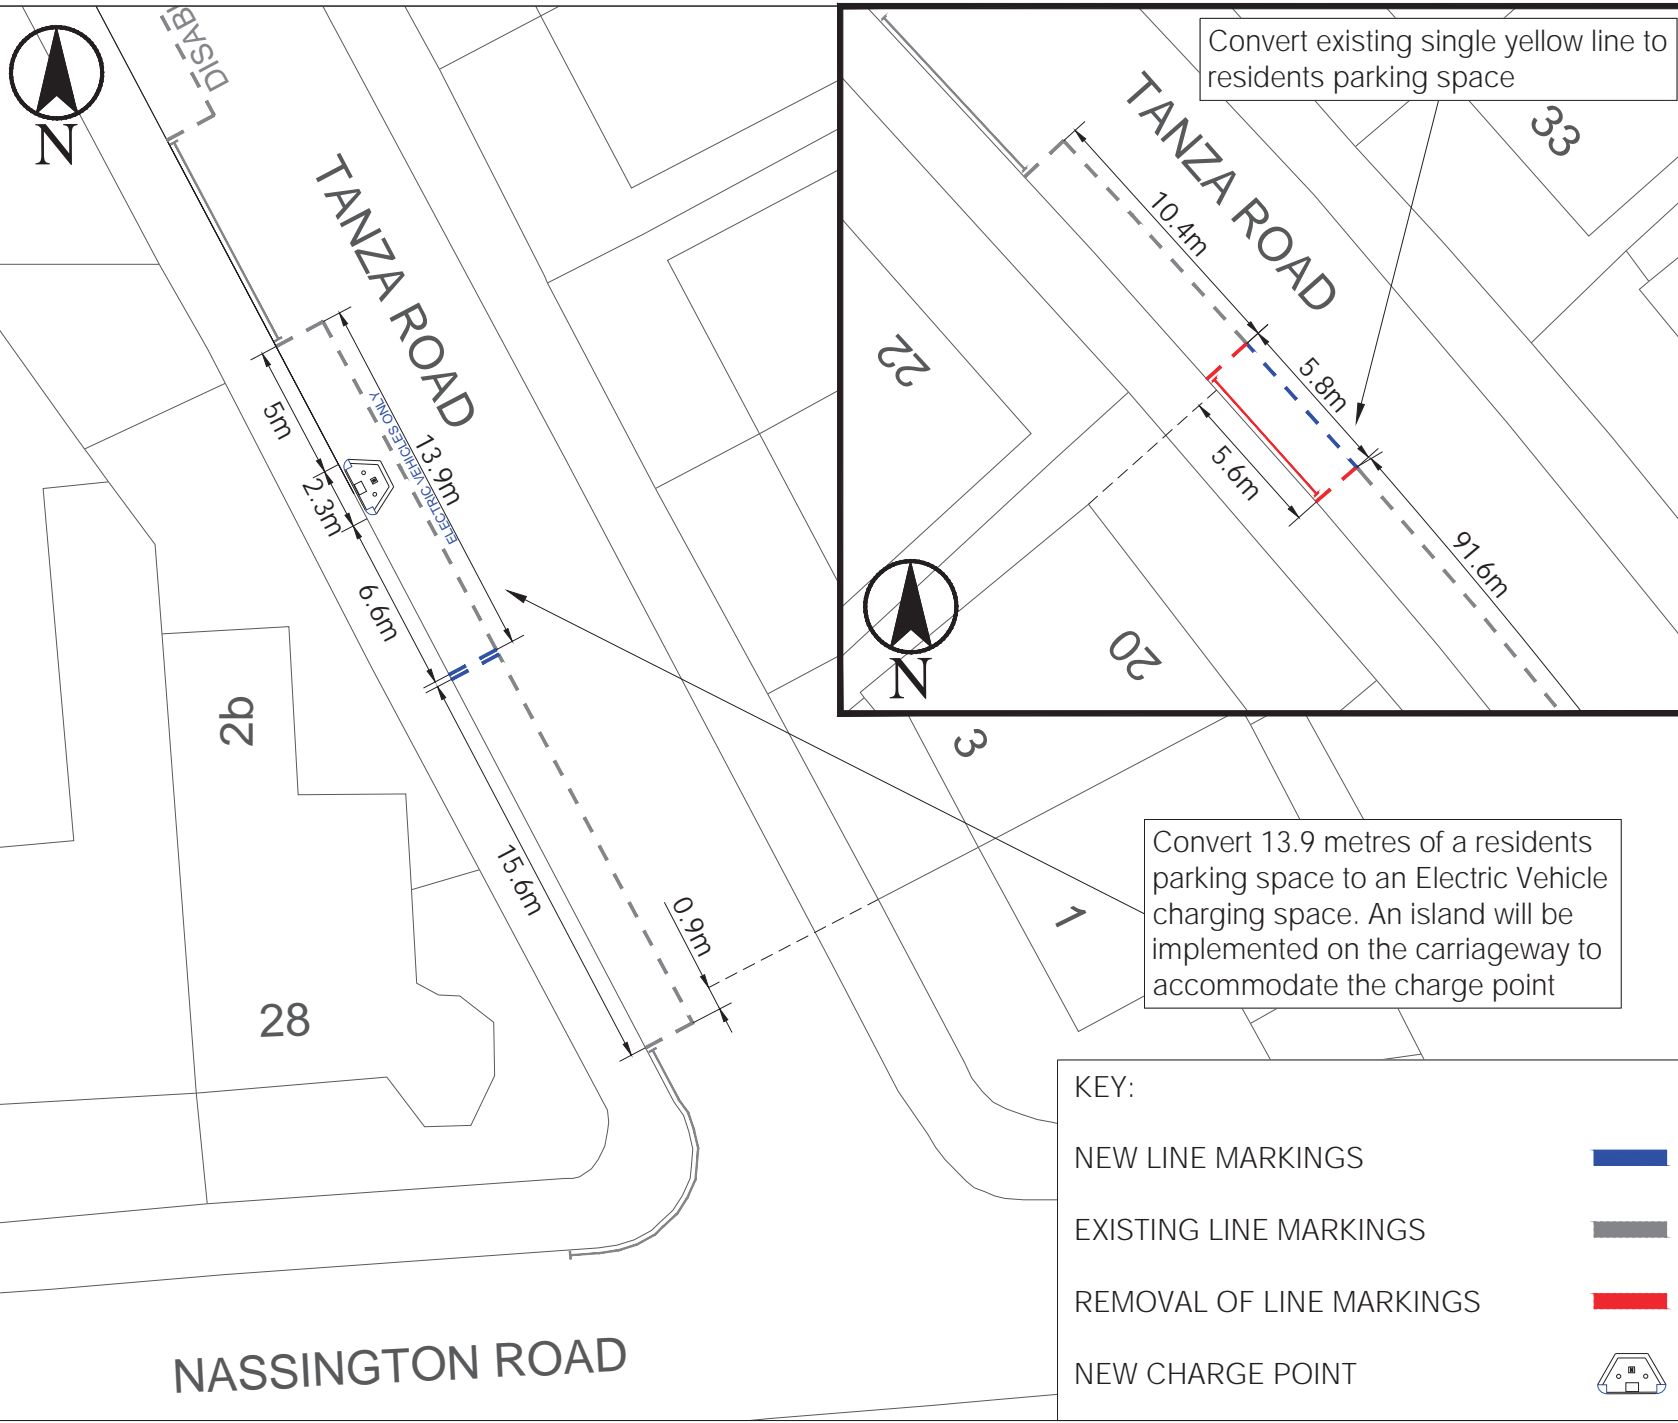 N
DISABL
TANZA ROAD
5m
2.3m
6.6m
15.6m
13.9m
ELECTRIC VEHICLES ONLY
0.9m
2b
28
3
1
NASSINGTON ROAD
Convert existing single yellow line to
residents parking space
TANZA ROAD
33
10.4m
5.8m
5.6m
91.6m
22
20
N
Convert 13.9 metres of a residents
parking space to an Electric Vehicle
charging space. An island will be
implemented on the carriageway to
accommodate the charge point
KEY:
NEW LINE MARKINGS
EXISTING LINE MARKINGS
REMOVAL OF LINE MARKINGS
NEW CHARGE POINT